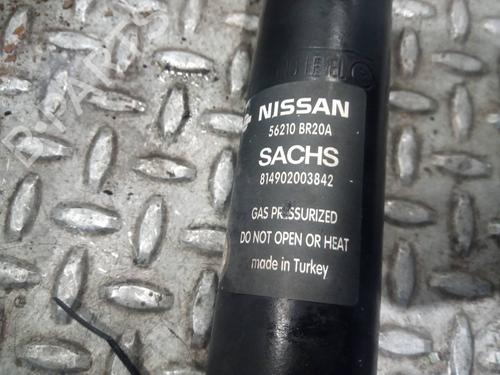 NISSAN
56210 BR20A
SACHS
814902003842
GAS PRESSURIZED
DO NOT OPEN OR HEAT
made in Turkey